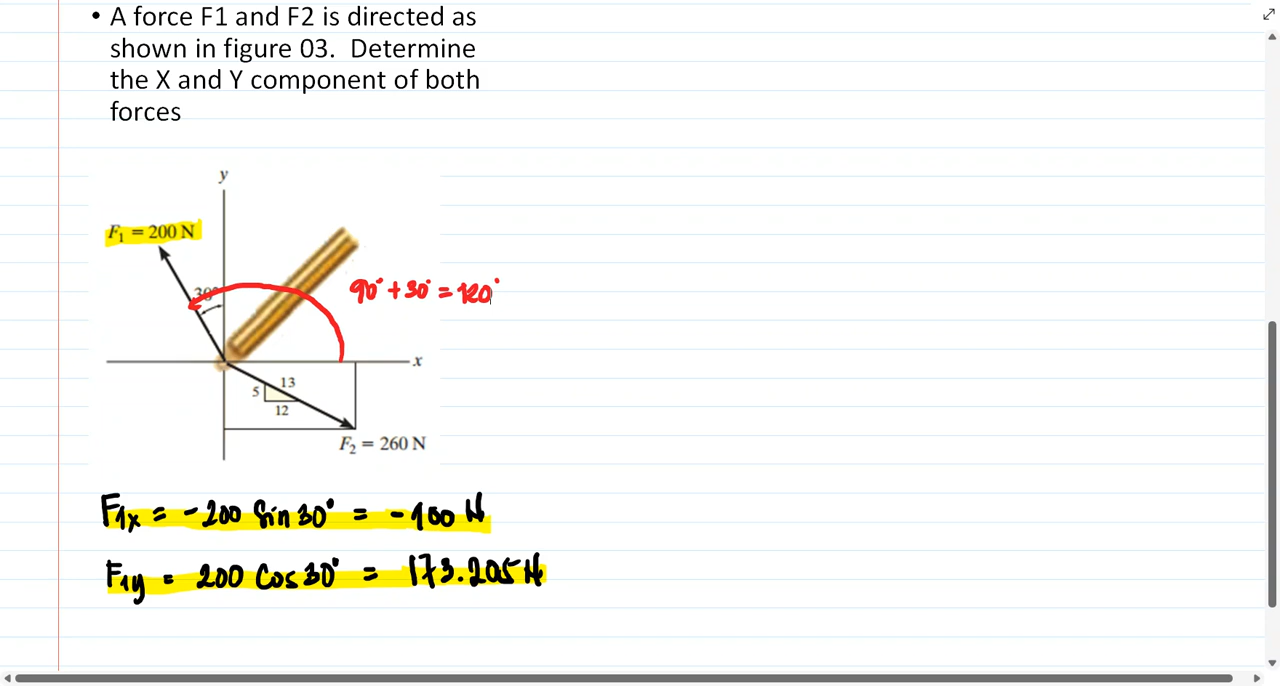 • A force F1 and F2 is directed as
shown in figure 03. Determine
the X and Y component of both
forces
y
F₁ = 200 N
30°
90° + 30° = 120°
x
13
5
12
F₂ = 260 N
F1x = -200 Sin 30° = -100 N
F1y = 200 Cos 30° = 173.205 N